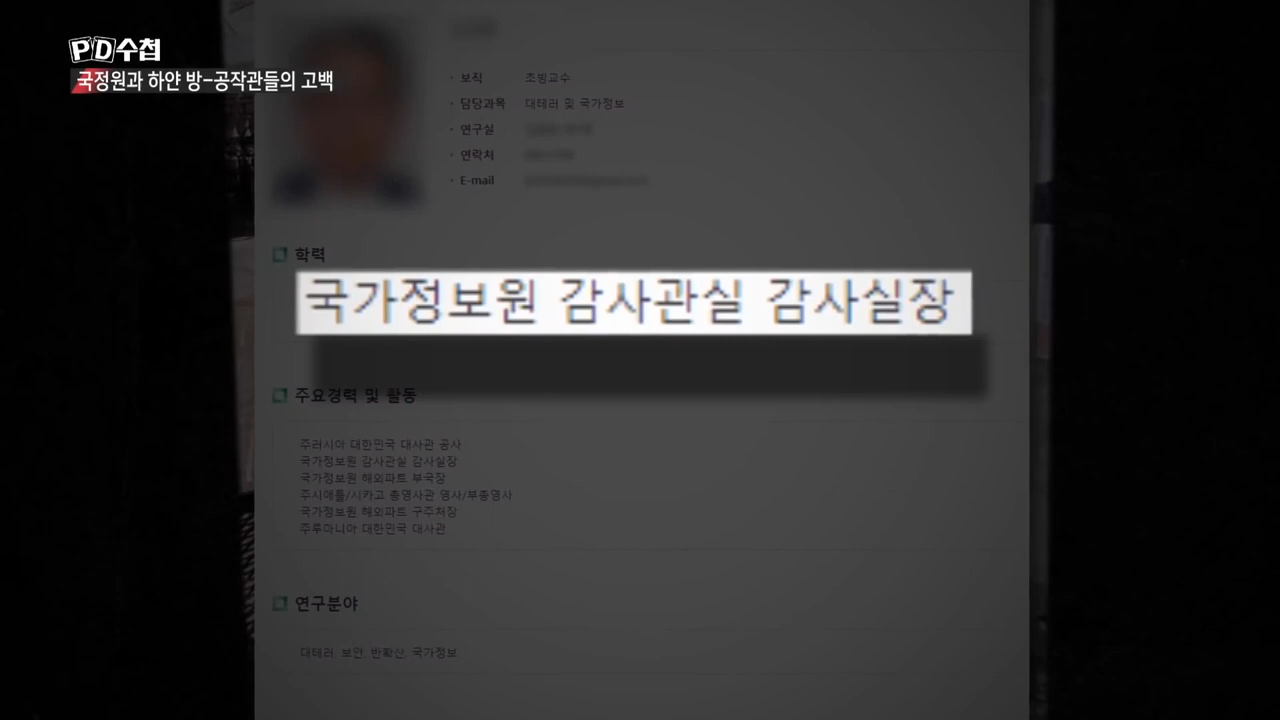 PD수첩
국정원과 하얀 방-공작관들의 고백
· 보직 초빙교수
· 담당과목 대테러 및 국가정보
· 연구실
· 연락처
· E-mail
학력
국가정보원 감사관실 감사실장
주요경력 및 활동
주러시아 대한민국 대사관 공사
국가정보원 감사관실 감사실장
국가정보원 해외파트 부국장
주시애틀/시카고 총영사관 영사/부총영사
국가정보원 해외파트 구주처장
주루마니아 대한민국 대사관
연구분야
대테러, 보안, 반확산, 국가정보